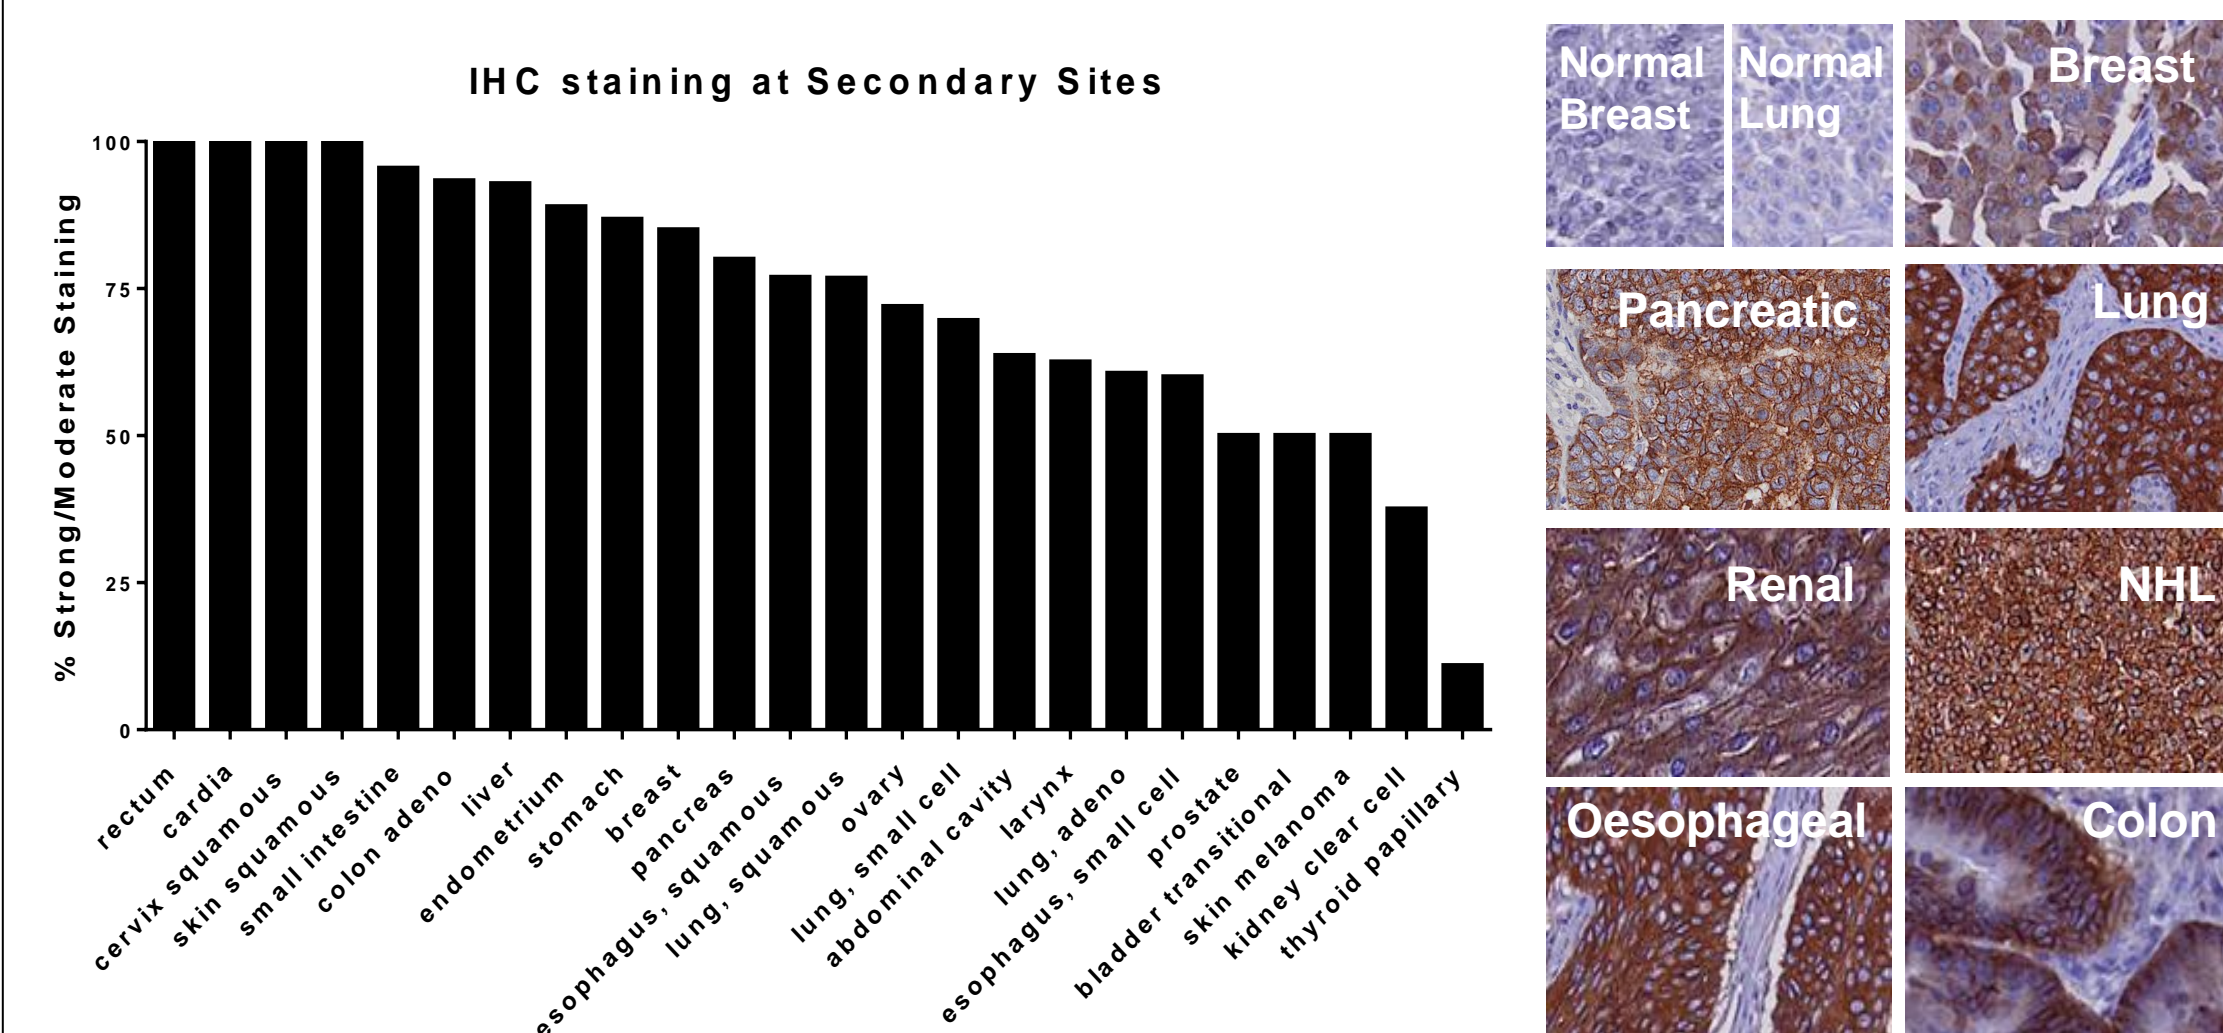 IHC staining at Secondary Sites
% Strong/Moderate Staining
100
75
50
25
0
rectum
cardia
cervix squamous
skin squamous
small intestine
colon adeno
liver
endometrium
stomach
breast
pancreas
esophagus, squamous
lung, squamous
ovary
lung, small cell
abdominal cavity
larynx
lung, adeno
esophagus, small cell
prostate
bladder transitional
skin melanoma
kidney clear cell
thyroid papillary
Normal
Breast
Normal
Lung
Breast
Pancreatic
Lung
Renal
NHL
Oesophageal
Colon